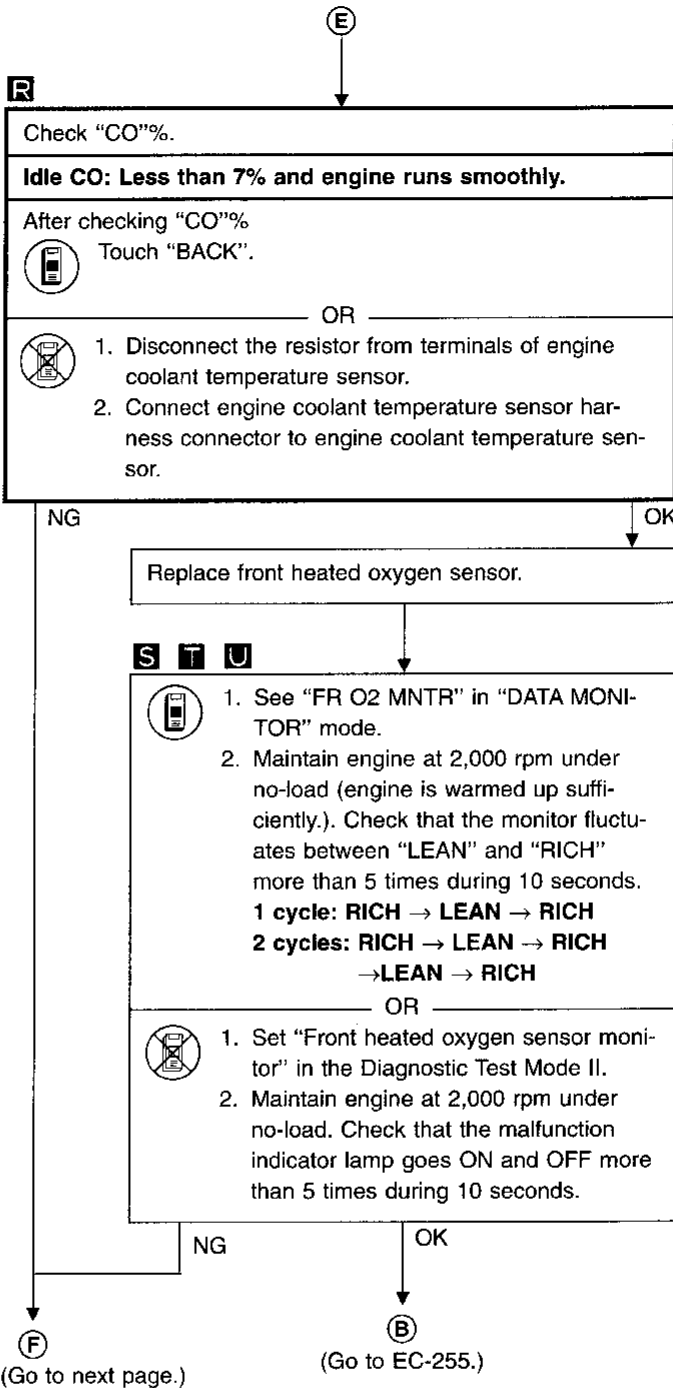 E
R
Check "CO"%.
Idle CO: Less than 7% and engine runs smoothly.
After checking "CO"%
Touch "BACK".
OR
1. Disconnect the resistor from terminals of engine
coolant temperature sensor.
2. Connect engine coolant temperature sensor har-
ness connector to engine coolant temperature sen-
sor.
NG
OK
Replace front heated oxygen sensor.
S T U
1. See "FR O2 MNTR" in "DATA MONI-
TOR" mode.
2. Maintain engine at 2,000 rpm under
no-load (engine is warmed up suffi-
ciently.). Check that the monitor fluctu-
ates between "LEAN" and "RICH"
more than 5 times during 10 seconds.
1 cycle: RICH → LEAN → RICH
2 cycles: RICH → LEAN → RICH
→LEAN → RICH
OR
1. Set "Front heated oxygen sensor moni-
tor" in the Diagnostic Test Mode II.
2. Maintain engine at 2,000 rpm under
no-load. Check that the malfunction
indicator lamp goes ON and OFF more
than 5 times during 10 seconds.
NG
OK
F
(Go to next page.)
B
(Go to EC-255.)